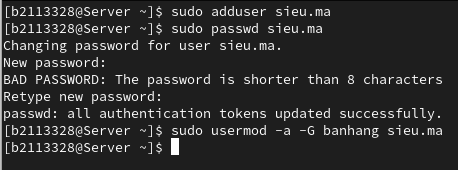 [b2113328@Server ~]$ sudo adduser sieu.ma
[b2113328@Server ~]$ sudo passwd sieu.ma
Changing password for user sieu.ma.
New password:
BAD PASSWORD: The password is shorter than 8 characters
Retype new password:
passwd: all authentication tokens updated successfully.
[b2113328@Server ~]$ sudo usermod -a -G banhang sieu.ma
[b2113328@Server ~]$